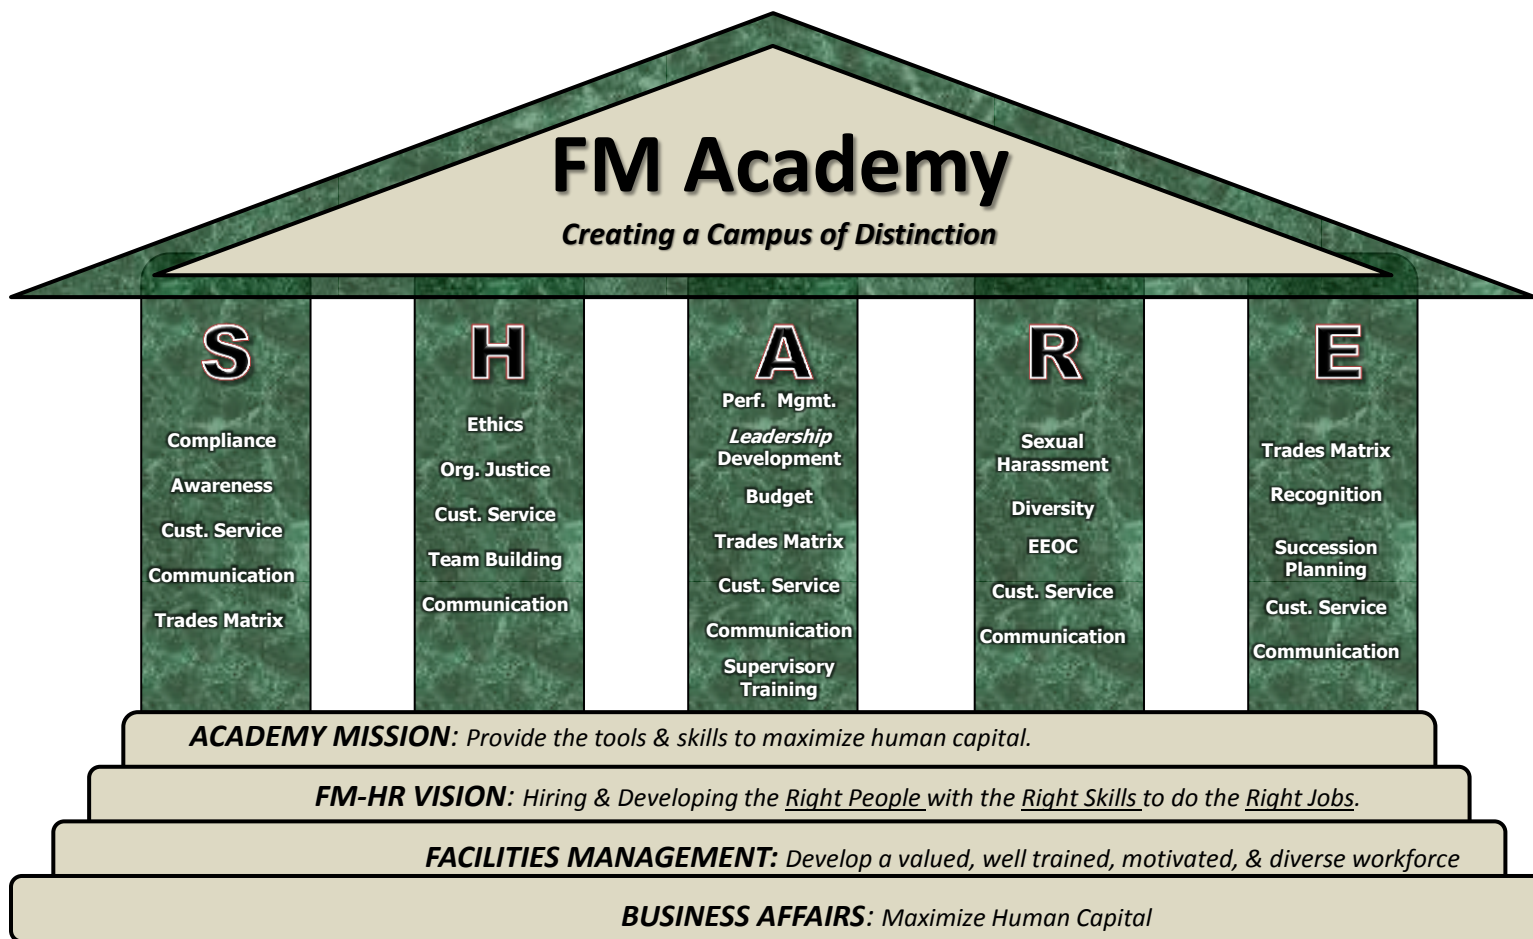 FM Academy
Creating a Campus of Distinction
S
Compliance
Awareness
Cust. Service
Communication
Trades Matrix
H
Ethics
Org. Justice
Cust. Service
Team Building
Communication
A
Perf. Mgmt.
Leadership
Development
Budget
Trades Matrix
Cust. Service
Communication
Supervisory
Training
R
Sexual
Harassment
Diversity
EEOC
Cust. Service
Communication
E
Trades Matrix
Recognition
Succession
Planning
Cust. Service
Communication
ACADEMY MISSION: Provide the tools & skills to maximize human capital.
FM-HR VISION: Hiring & Developing the Right People with the Right Skills to do the Right Jobs.
FACILITIES MANAGEMENT: Develop a valued, well trained, motivated, & diverse workforce
BUSINESS AFFAIRS: Maximize Human Capital